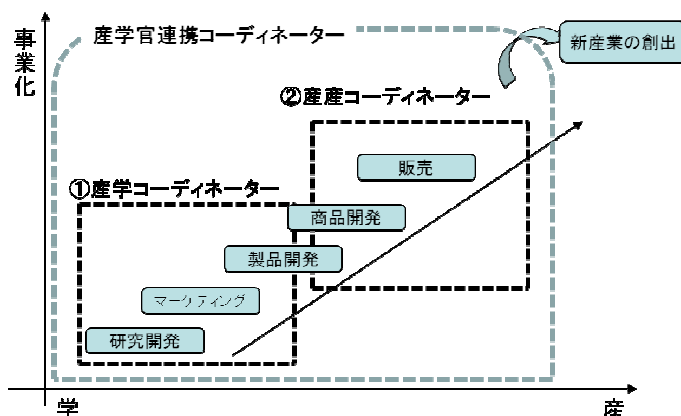 産学官連携コーディネーター
新産業の創出
事業化
②産産コーディネーター
販売
①産学コーディネーター
商品開発
製品開発
マーケティング
研究開発
学
産